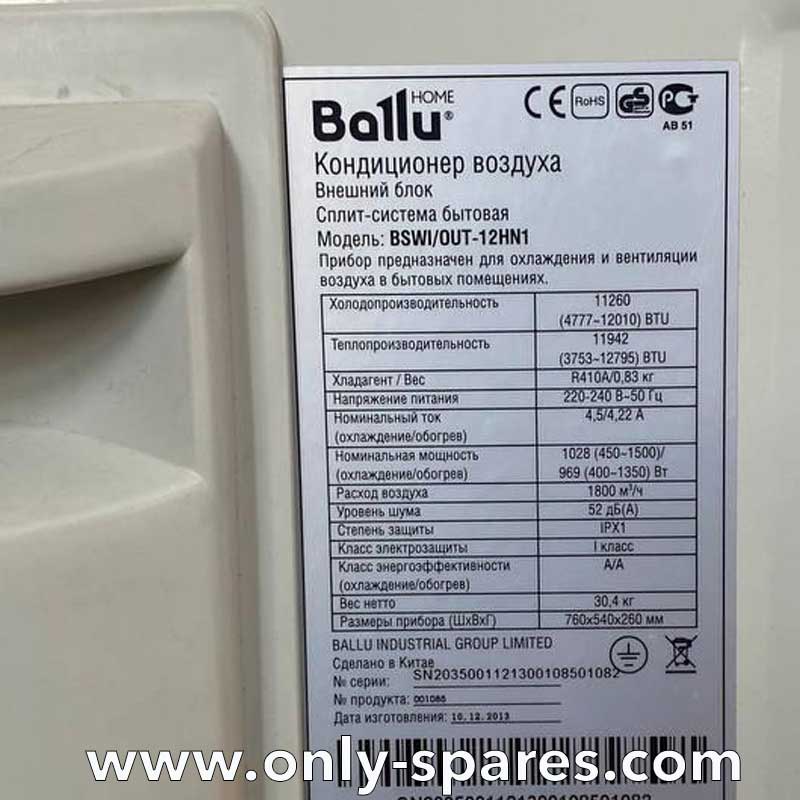 HOME
Ballu®
CE RoHS GS РСТ
АВ 51
Кондиционер воздуха
Внешний блок
Сплит-система бытовая
Модель: BSWI/OUT-12HN1
Прибор предназначен для охлаждения и вентиляции
воздуха в бытовых помещениях.
Холодопроизводительность 11260
(4777~12010) BTU
Теплопроизводительность 11942
(3753~12795) BTU
Хладагент / Вес R410A/0,83 кг
Напряжение питания 220-240 В~50 Гц
Номинальный ток 4,5/4,22 А
(охлаждение/обогрев)
Номинальная мощность 1028 (450~1500)/
(охлаждение/обогрев) 969 (400~1350) Вт
Расход воздуха 1800 м³/ч
Уровень шума 52 дБ(А)
Степень защиты IPX1
Класс электрозащиты I класс
Класс энергоэффективности А/А
(охлаждение/обогрев)
Вес нетто 30,4 кг
Размеры прибора (ШхВхГ) 760x540x260 мм
BALLU INDUSTRIAL GROUP LIMITED
Сделано в Китае
№ серии: SN2035001121300108501082
№ продукта: 001085
Дата изготовления: 10.12.2013
www.only-spares.com